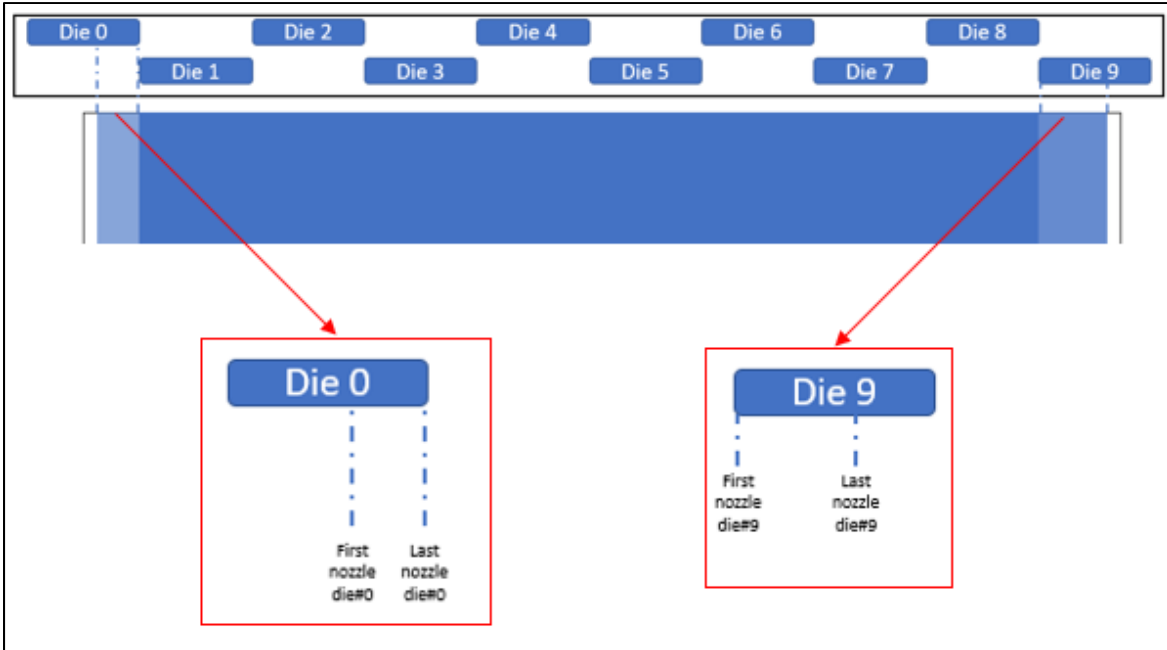 Die 0
Die 2
Die 4
Die 6
Die 8
Die 1
Die 3
Die 5
Die 7
Die 9
Die 0
First
nozzle
die#0
Last
nozzle
die#0
Die 9
First
nozzle
die#9
Last
nozzle
die#9